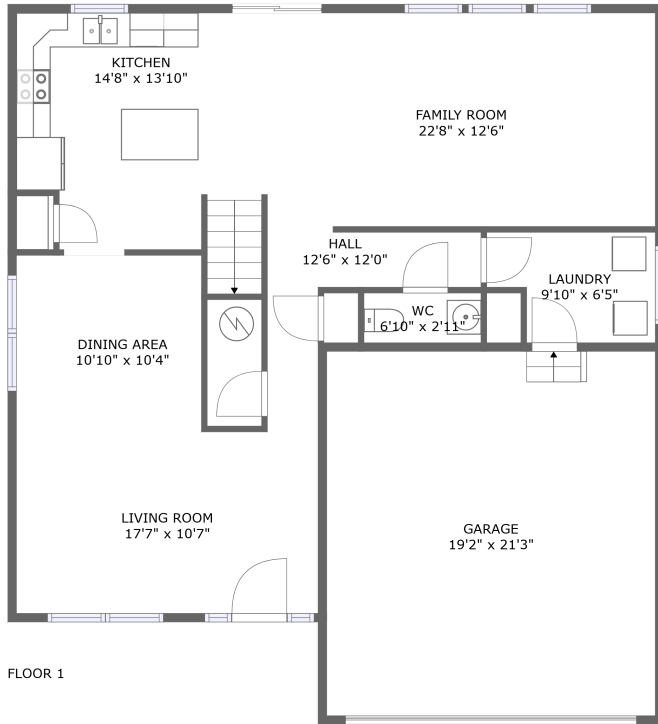 KITCHEN
14'8" x 13'10"
FAMILY ROOM
22'8" x 12'6"
HALL
12'6" x 12'0"
LAUNDRY
9'10" x 6'5"
WC
6'10" x 2'11"
DINING AREA
10'10" x 10'4"
LIVING ROOM
17'7" x 10'7"
GARAGE
19'2" x 21'3"
FLOOR 1